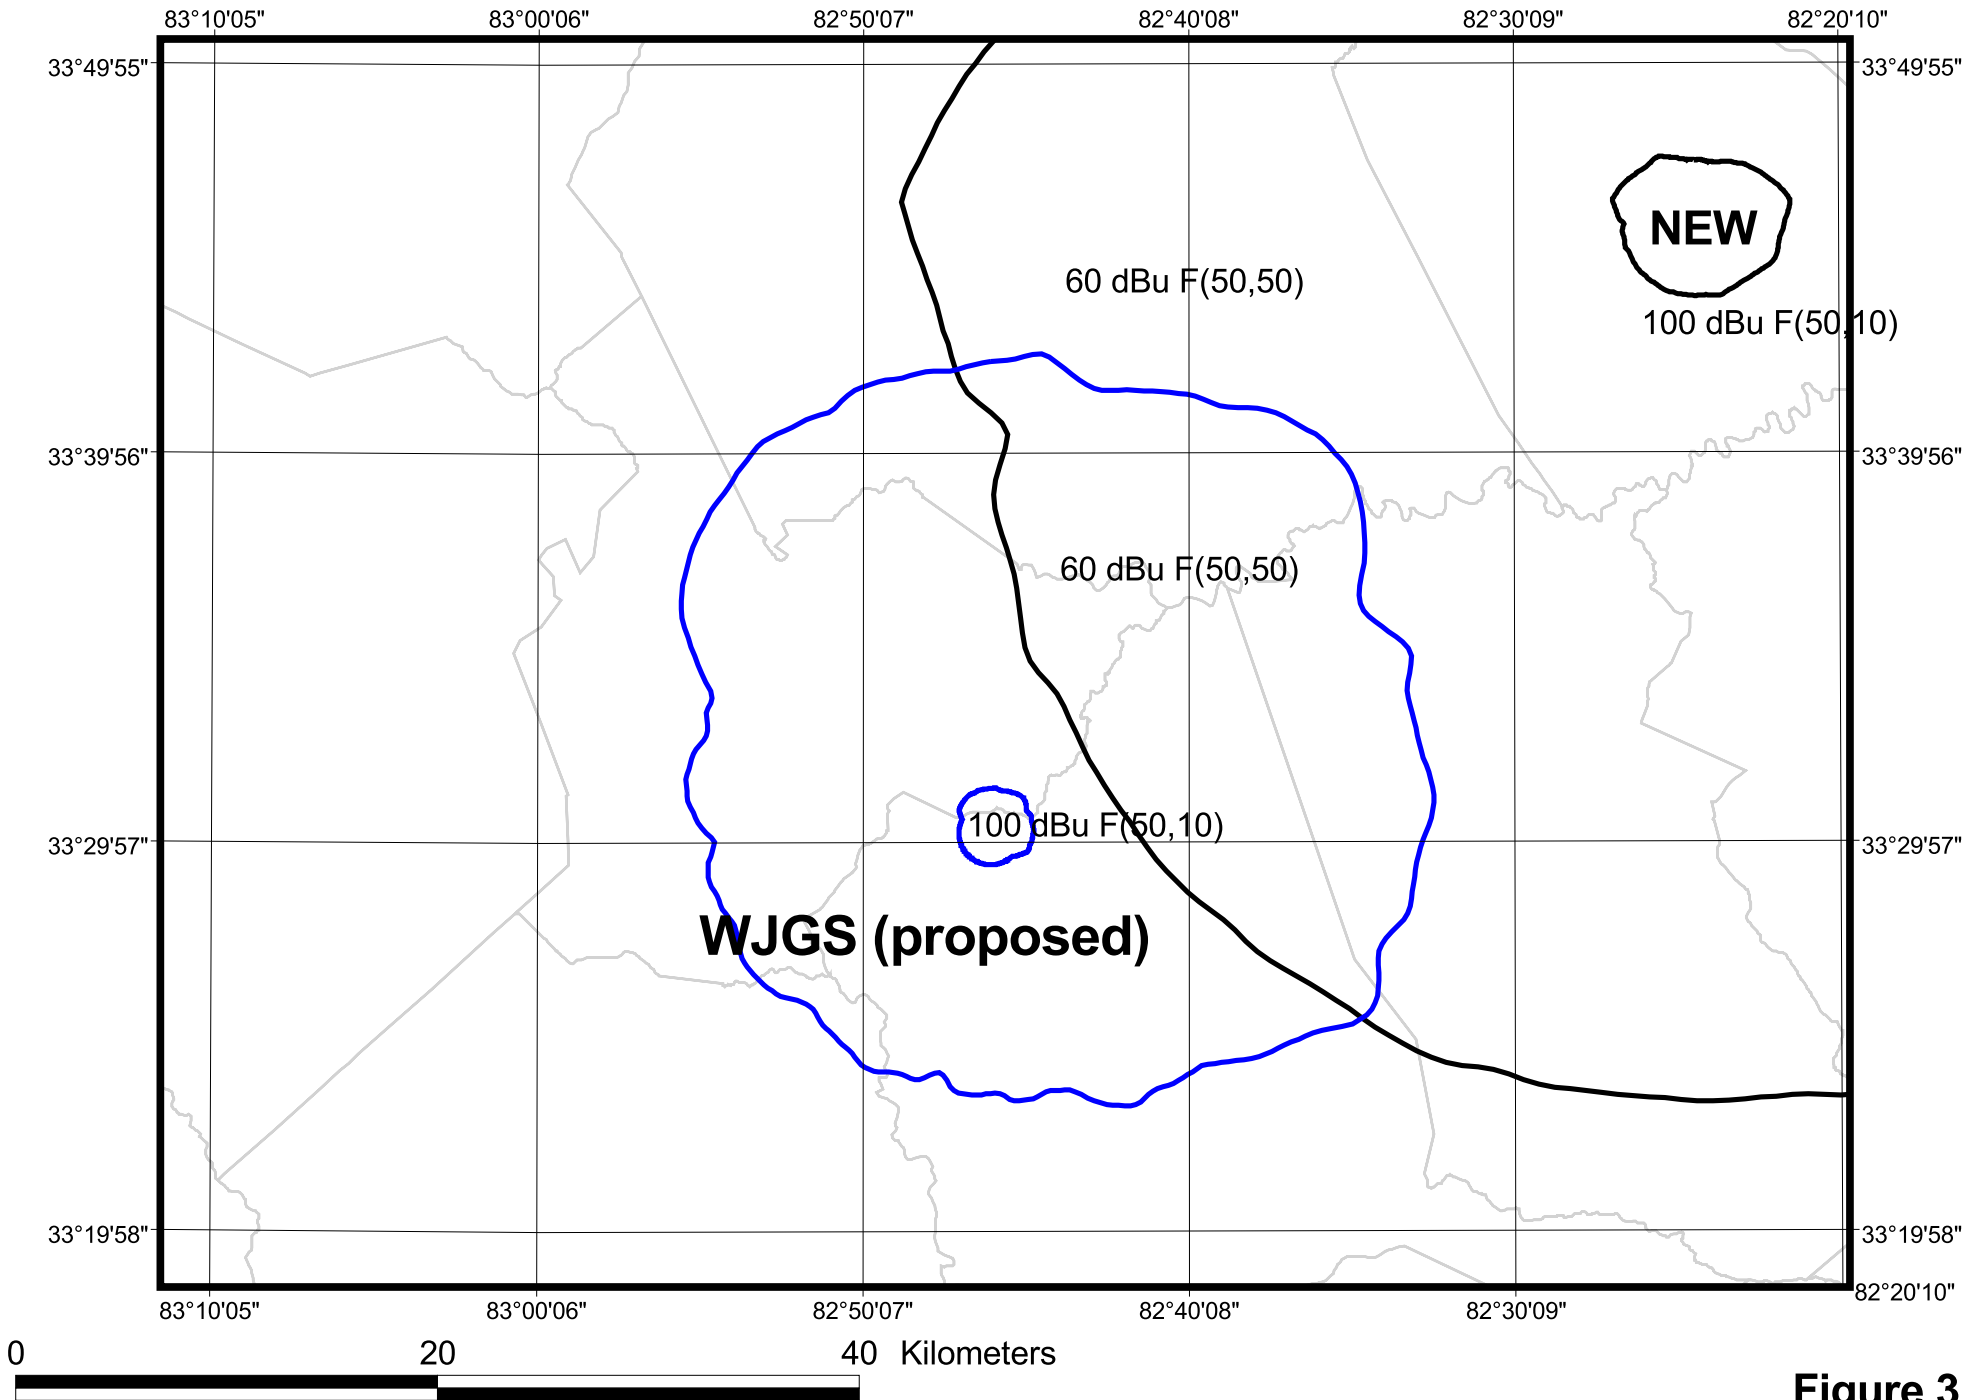 83°10'05" 83°00'06" 82°50'07" 82°40'08" 82°30'09" 82°20'10"
33°49'55" 33°49'55"
NEW
60 dBu F(50,50)
100 dBu F(50,10)
33°39'56" 33°39'56"
60 dBu F(50,50)
100 dBu F(50,10)
33°29'57" 33°29'57"
WJGS (proposed)
33°19'58" 33°19'58"
82°20'10"
83°10'05" 83°00'06" 82°50'07" 82°40'08" 82°30'09"
0 20 40 Kilometers
Figure 3